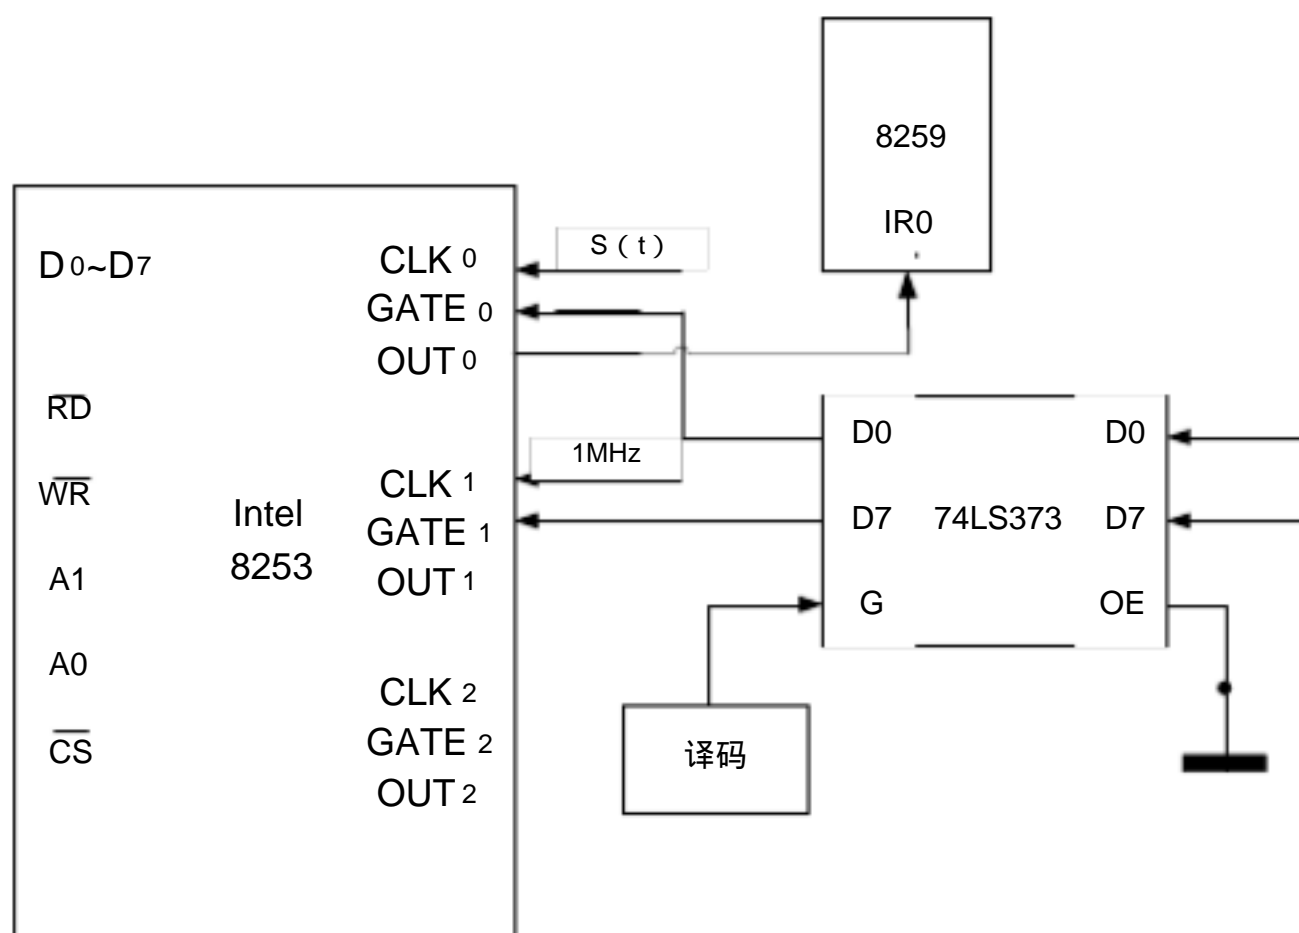 8259
IR0
D0~D7
CLK0
S（t）
GATE0
OUT0
RD
WR
A1
A0
CS
Intel
8253
1MHz
CLK1
GATE1
OUT1
CLK2
GATE2
OUT2
D0
D0
D7
74LS373
D7
G
OE
译码